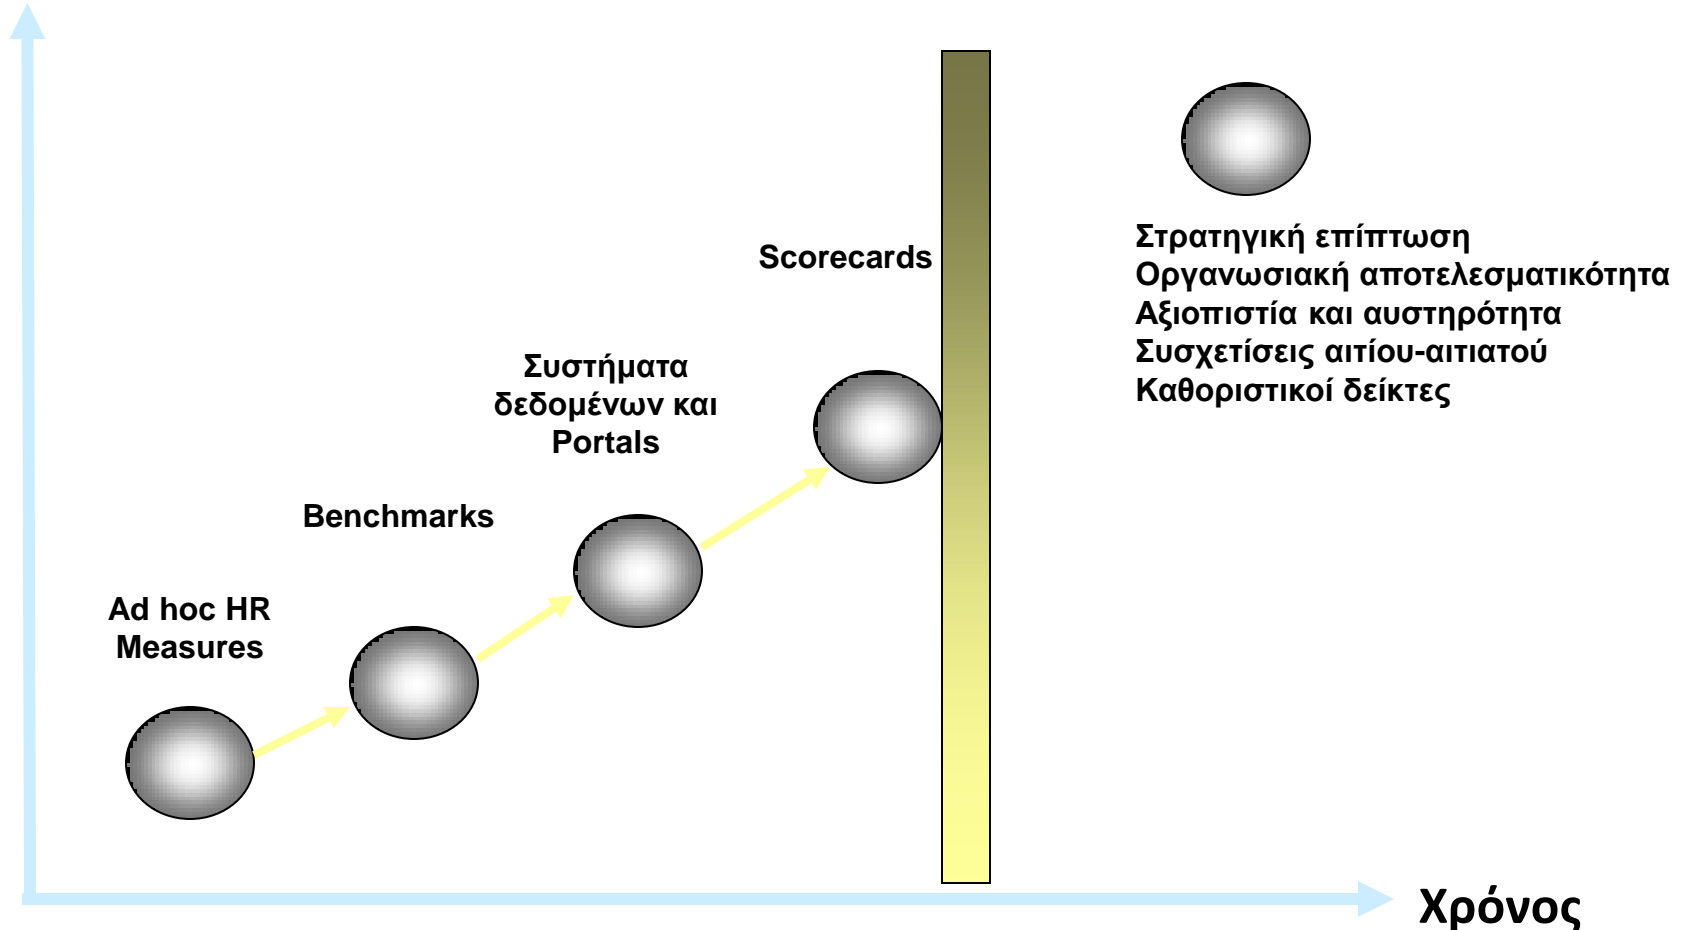 Scorecards
Στρατηγική επίπτωση
Οργανωσιακή αποτελεσματικότητα
Αξιοπιστία και αυστηρότητα
Συσχετίσεις αιτίου-αιτιατού
Καθοριστικοί δείκτες
Συστήματα
δεδομένων και
Portals
Benchmarks
Ad hoc HR
Measures
Χρόνος